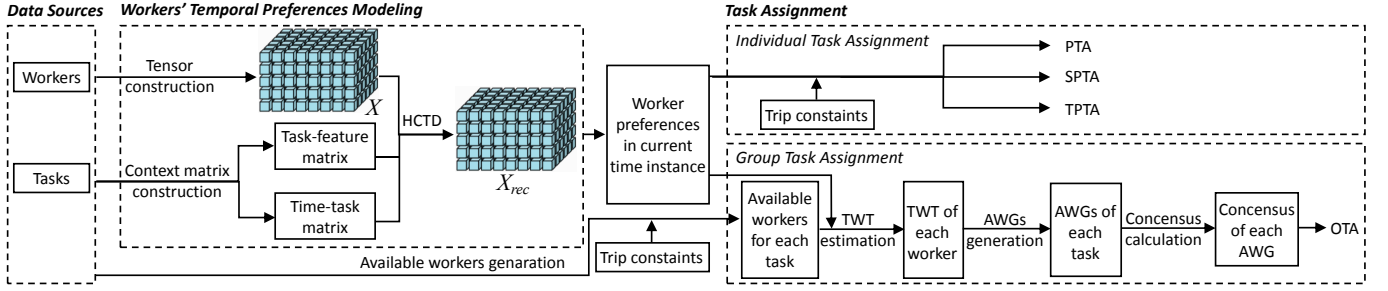 Data Sources
Workers' Temporal Preferences Modeling
Task Assignment
Workers
Tasks
Tensor
construction
X
Context matrix
construction
Task-feature
matrix
Time-task
matrix
HCTD
Xrec
Available workers genaration
Worker
preferences
in current
time instance
Trip constaints
Individual Task Assignment
Trip constaints
PTA
SPTA
TPTA
Group Task Assignment
Available
workers
for each
task
TWT
estimation
TWT of
each
worker
AWGs
generation
AWGs of
each
task
Concensus
calculation
Concensus
of each
AWG
OTA